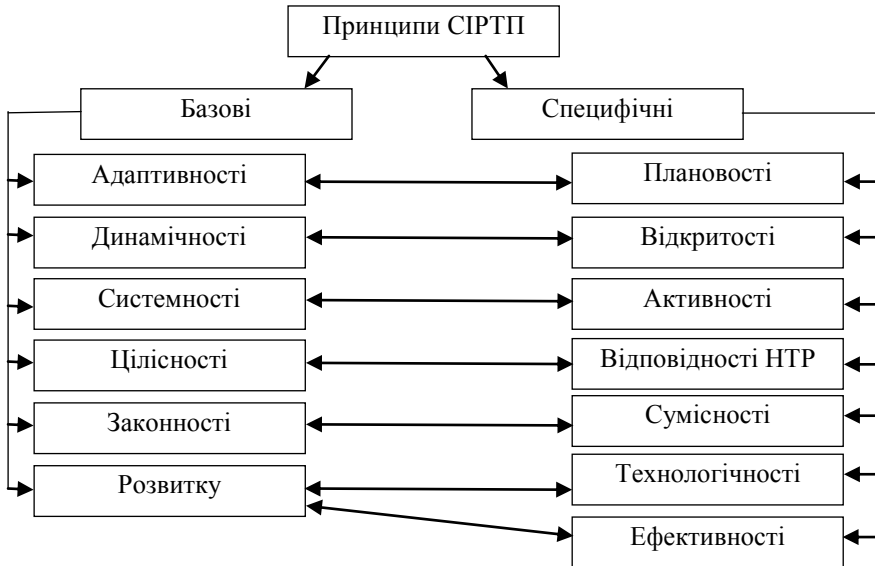 Принципи СІРТП
Базові
Специфічні
Адаптивності
Плановості
Динамічності
Відкритості
Системності
Активності
Цілісності
Відповідності НТР
Законності
Сумісності
Розвитку
Технологічності
Ефективності